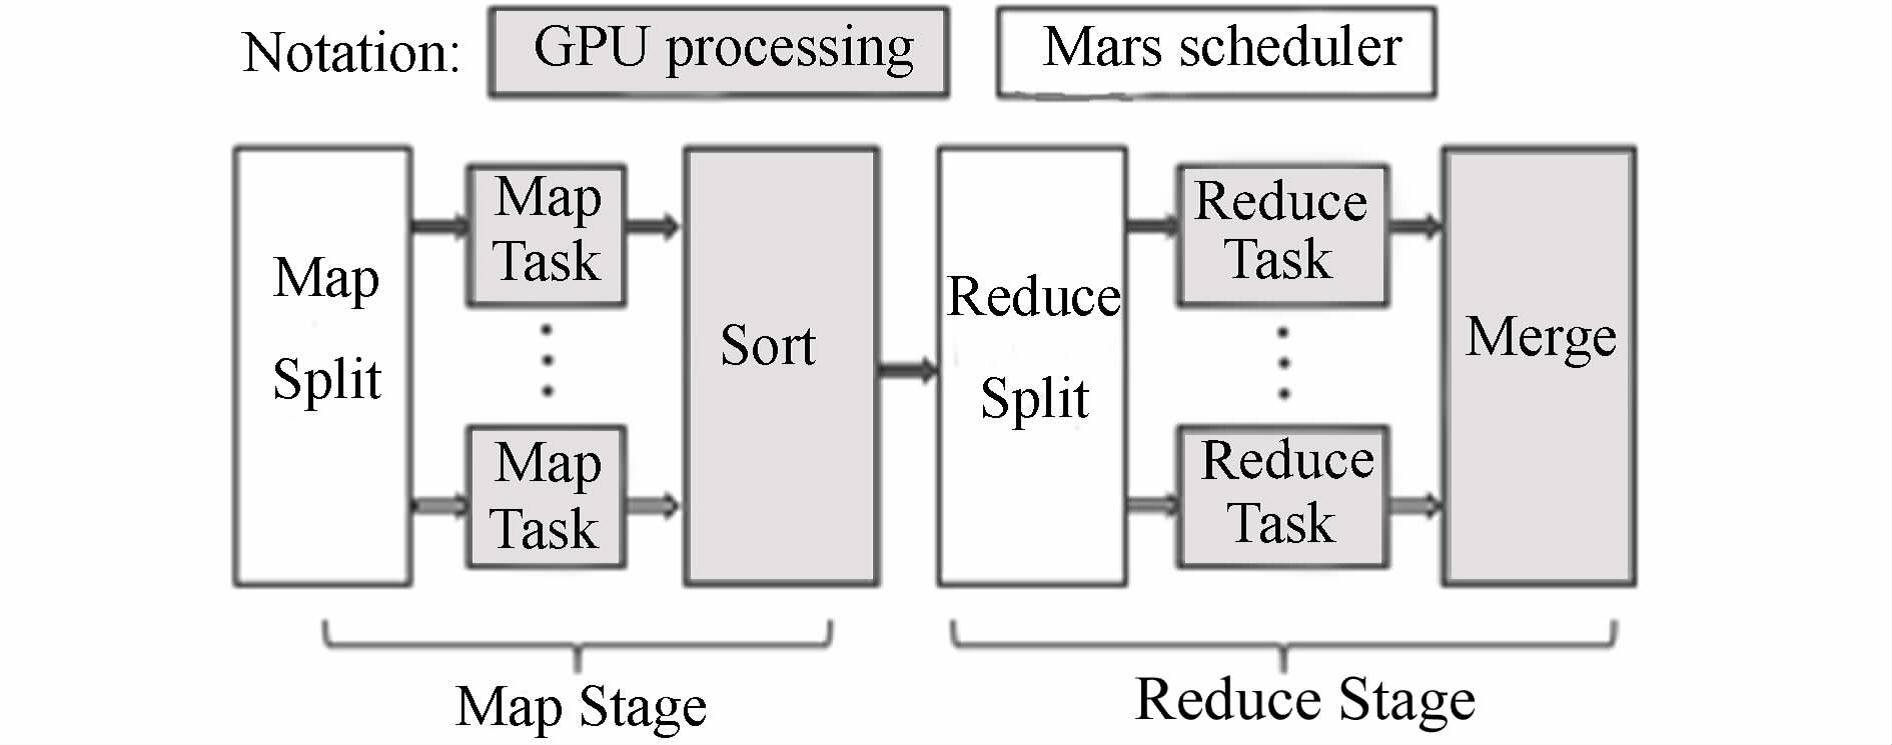 Notation: GPU processing Mars scheduler
Map
Split
Map
Task
Map
Task
Sort
Reduce
Split
Reduce
Task
Reduce
Task
Merge
Map Stage
Reduce Stage